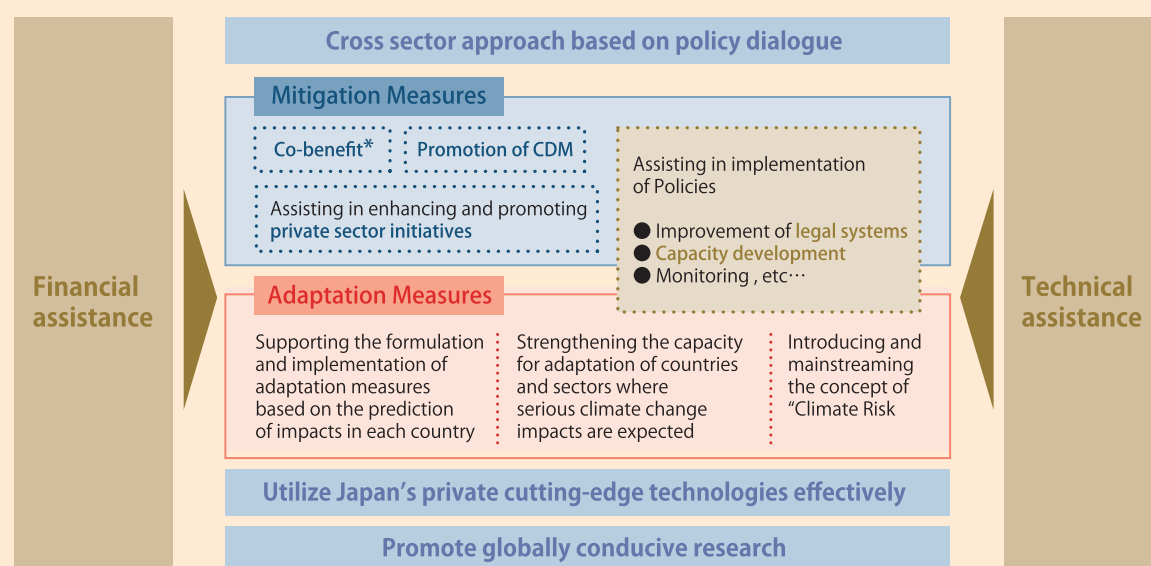 Cross sector approach based on policy dialogue
Financial
assistance
Mitigation Measures
Co-benefit*
Promotion of CDM
Assisting in enhancing and promoting
private sector initiatives
Assisting in implementation
of Policies
● Improvement of legal systems
● Capacity development
● Monitoring , etc…
Adaptation Measures
Supporting the formulation
and implementation of
adaptation measures
based on the prediction
of impacts in each country
Strengthening the capacity
for adaptation of countries
and sectors where
serious climate change
impacts are expected
Introducing and
mainstreaming
the concept of
“Climate Risk
Technical
assistance
Utilize Japan’s private cutting-edge technologies effectively
Promote globally conducive research